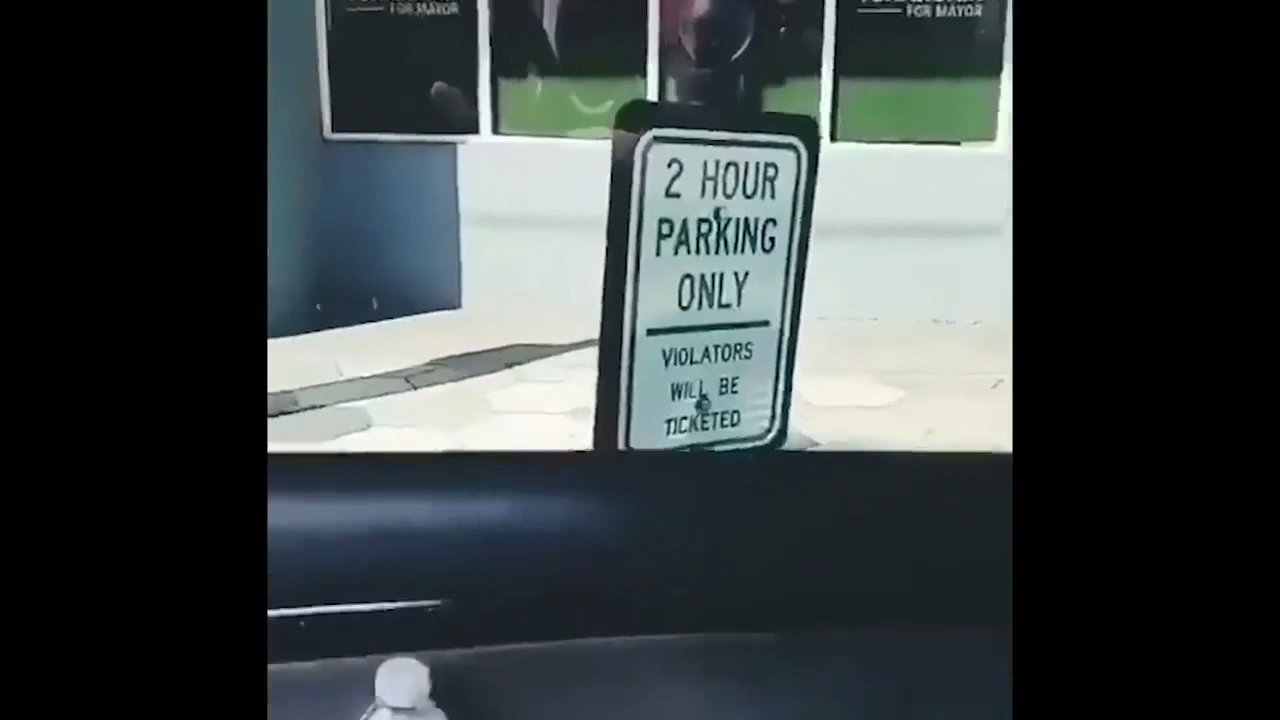 FOR MAYOR
FOR MAYOR
2 HOUR
PARKING
ONLY
VIOLATORS
WILL BE
TICKETED